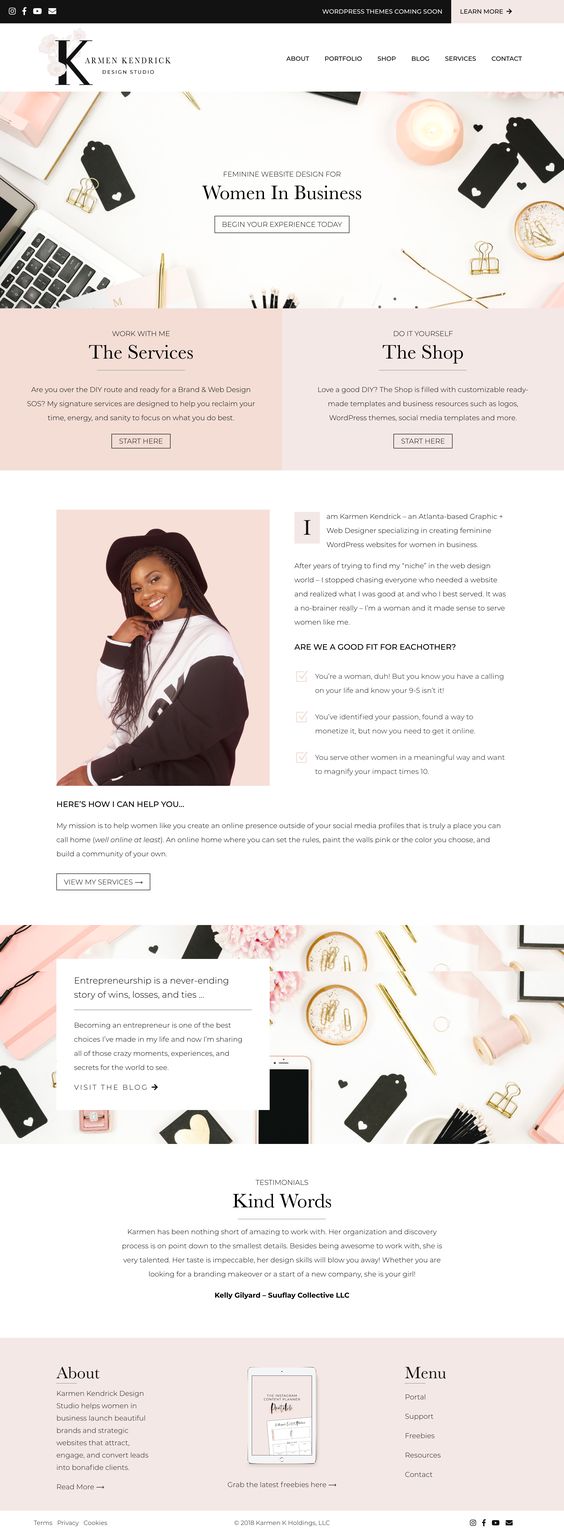 WORDPRESS THEMES COMING SOON
LEARN MORE
KARMEN KENDRICK
DESIGN STUDIO
ABOUT
PORTFOLIO
SHOP
BLOG
SERVICES
CONTACT
FEMININE WEBSITE DESIGN FOR
Women In Business
BEGIN YOUR EXPERIENCE TODAY
M
WORK WITH ME
The Services
Are you over the DIY route and ready for a Brand & Web Design
SOS? My signature services are designed to help you reclaim your
time, energy, and sanity to focus on what you do best.
START HERE
DO IT YOURSELF
The Shop
Love a good DIY? The Shop is filled with customizable ready-
made templates and business resources such as logos,
WordPress themes, social media templates and more.
START HERE
I am Karmen Kendrick – an Atlanta-based Graphic +
Web Designer specializing in creating feminine
WordPress websites for women in business.
After years of trying to find my "niche" in the web design
world – I stopped chasing everyone who needed a website
and realized what I was good at and who I best served. It was
a no-brainer really – I'm a woman and it made sense to serve
women like me.
ARE WE A GOOD FIT FOR EACHOTHER?
You're a woman, duh! But you know you have a calling
on your life and know your 9-5 isn't it!
You've identified your passion, found a way to
monetize it, but now you need to get it online.
You serve other women in a meaningful way and want
to magnify your impact times 10.
HERE'S HOW I CAN HELP YOU...
My mission is to help women like you create an online presence outside of your social media profiles that is truly a place you can
call home (well online at least). An online home where you can set the rules, paint the walls pink or the color you choose, and
build a community of your own.
VIEW MY SERVICES ⟶
Entrepreneurship is a never-ending
story of wins, losses, and ties ...
Becoming an entrepreneur is one of the best
choices I've made in my life and now I'm sharing
all of those crazy moments, experiences, and
secrets for the world to see.
VISIT THE BLOG
TESTIMONIALS
Kind Words
Karmen has been nothing short of amazing to work with. Her organization and discovery
process is on point down to the smallest details. Besides being awesome to work with, she is
very talented. Her taste is impeccable, her design skills will blow you away! Whether you are
looking for a branding makeover or a start of a new company, she is your girl!
Kelly Gilyard – Suuflay Collective LLC
About
Karmen Kendrick Design
Studio helps women in
business launch beautiful
brands and strategic
websites that attract,
engage, and convert leads
into bonafide clients.
Read More ⟶
THE INSTAGRAM
CONTENT PLANNER
Grab the latest freebies here ⟶
Menu
Portal
Support
Freebies
Resources
Contact
Terms Privacy Cookies
© 2018 Karmen K Holdings, LLC